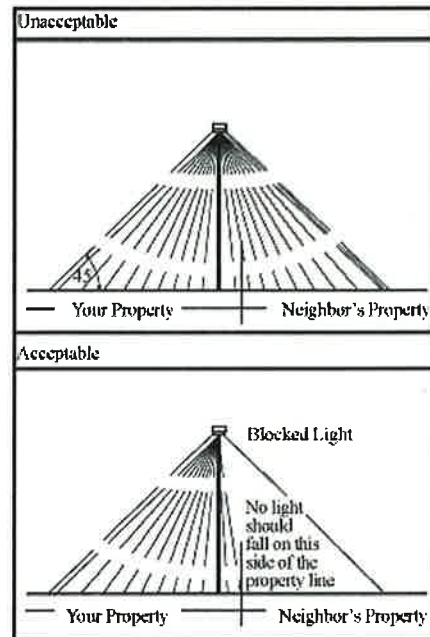 Unacceptable
45
Your Property
Neighbor's Property
Acceptable
Blocked Light
No light
should
fall on this
side of the
property line
Your Property
Neighbor's Property